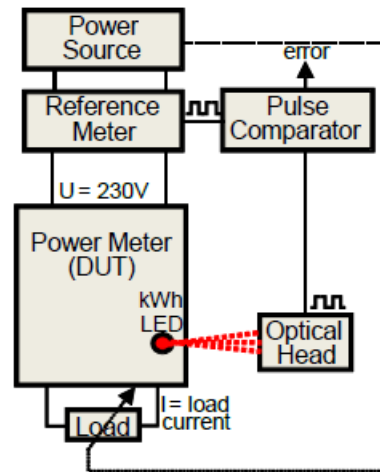 Power
Source
error
Reference
Meter
Pulse
Comparator
U = 230V
Power Meter
(DUT)
kWh
LED
Optical
Head
I = load
current
Load